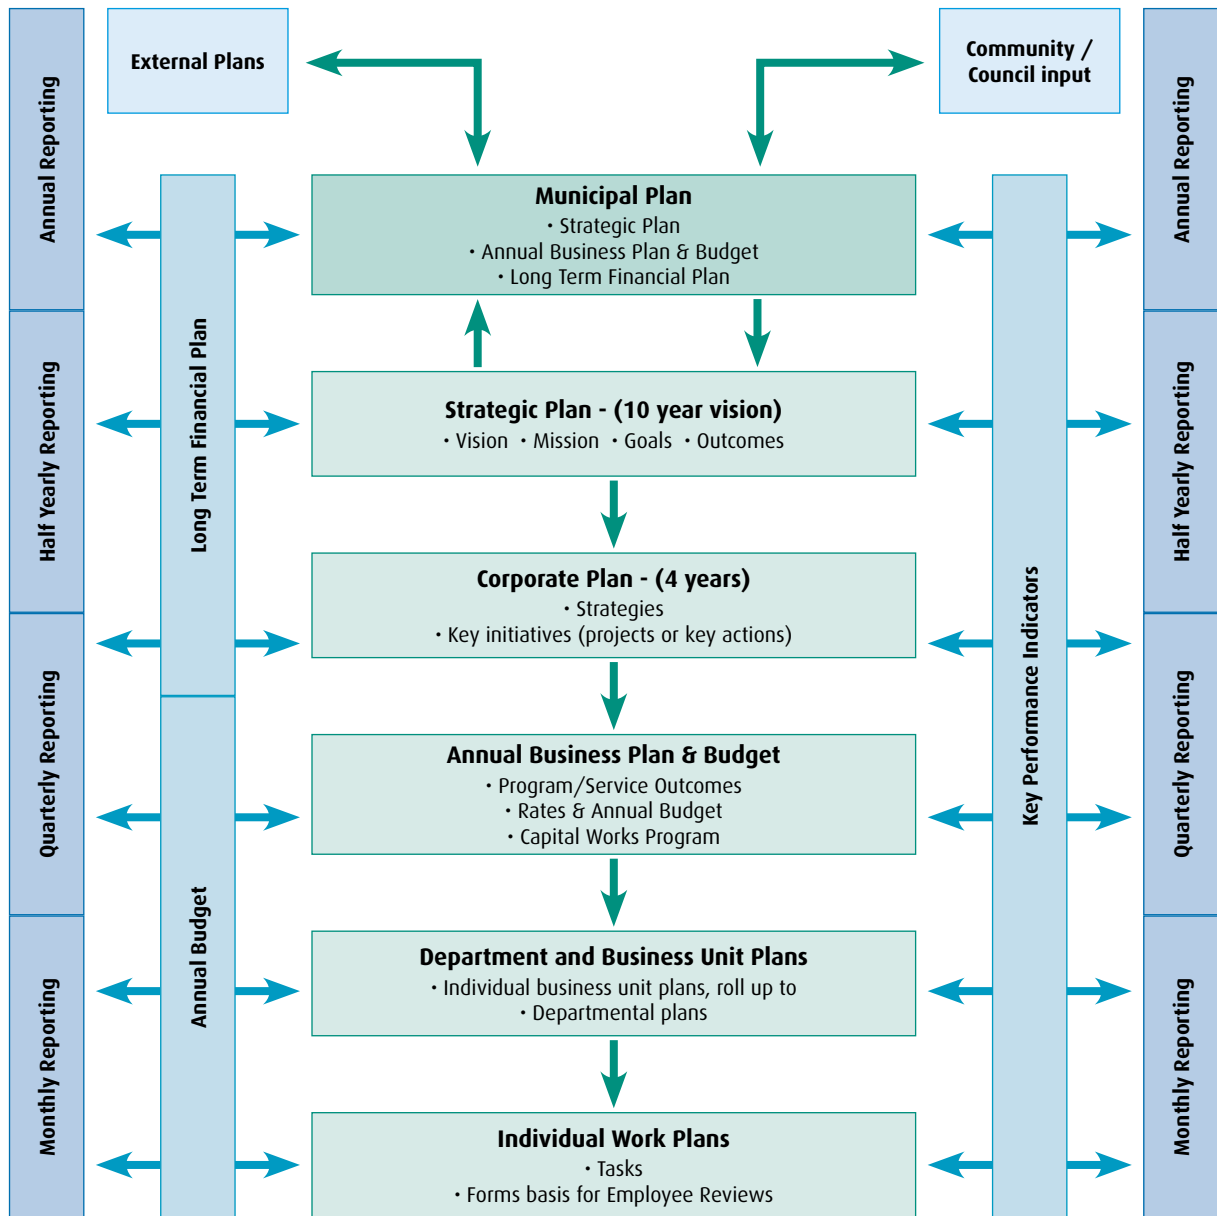 External Plans
Community /
Council input
Annual Reporting
Half Yearly Reporting
Quarterly Reporting
Monthly Reporting
Long Term Financial Plan
Annual Budget
Municipal Plan
• Strategic Plan
• Annual Business Plan & Budget
• Long Term Financial Plan
Strategic Plan - (10 year vision)
• Vision • Mission • Goals • Outcomes
Corporate Plan - (4 years)
• Strategies
• Key initiatives (projects or key actions)
Annual Business Plan & Budget
• Program/Service Outcomes
• Rates & Annual Budget
• Capital Works Program
Department and Business Unit Plans
• Individual business unit plans, roll up to
• Departmental plans
Individual Work Plans
• Tasks
• Forms basis for Employee Reviews
Key Performance Indicators
Annual Reporting
Half Yearly Reporting
Quarterly Reporting
Monthly Reporting